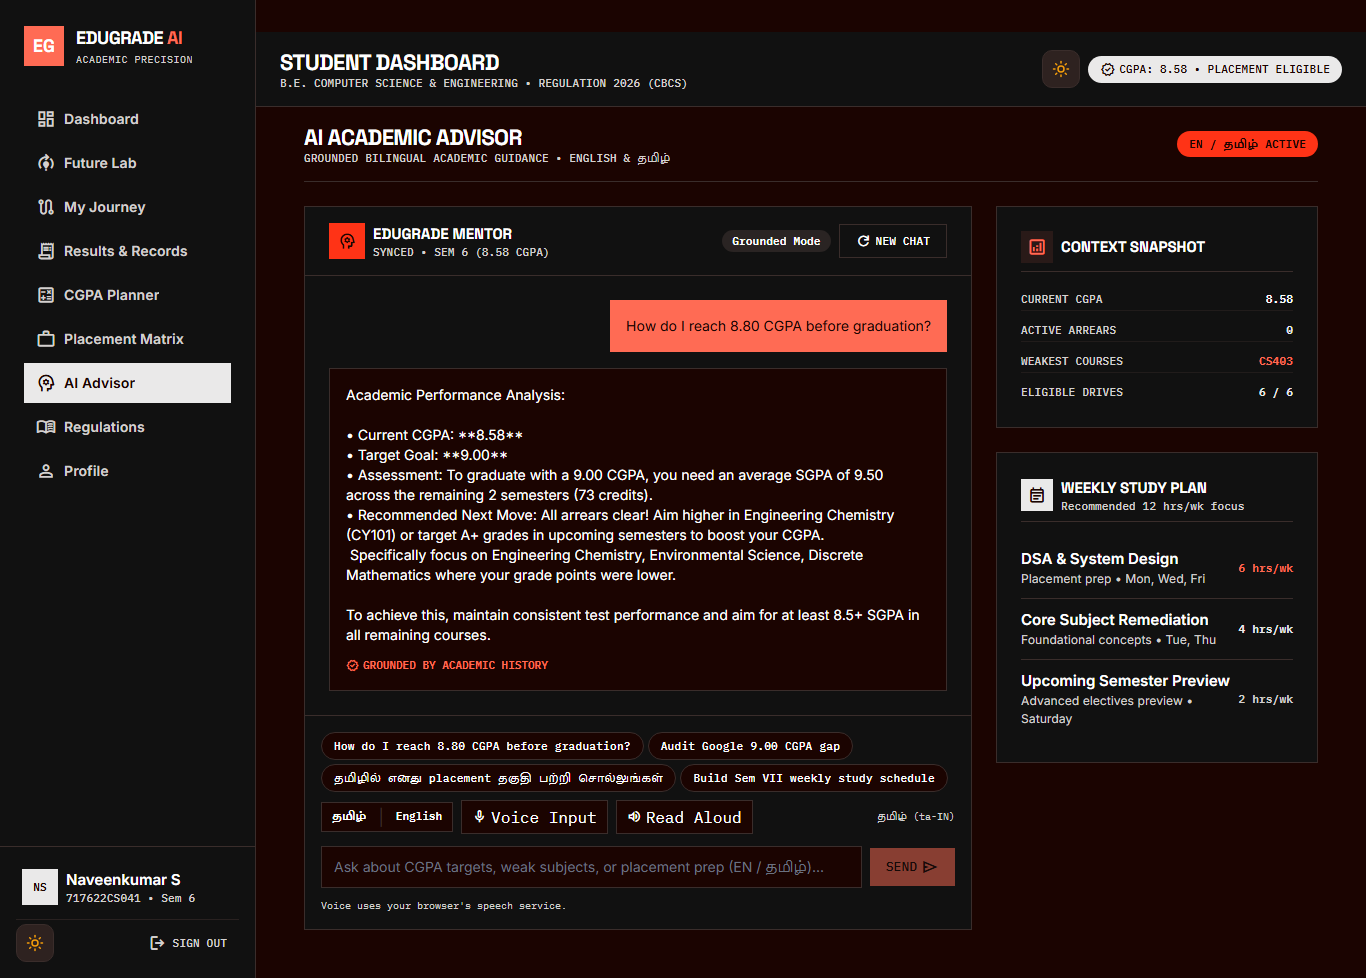 EG
EDUGRADE AI
ACADEMIC PRECISION
Dashboard
Future Lab
My Journey
Results & Records
CGPA Planner
Placement Matrix
AI Advisor
Regulations
Profile
NS
Naveenkumar S
717622CS041 • Sem 6
SIGN OUT
STUDENT DASHBOARD
B.E. COMPUTER SCIENCE & ENGINEERING • REGULATION 2026 (CBCS)
CGPA: 8.58 • PLACEMENT ELIGIBLE
AI ACADEMIC ADVISOR
GROUNDED BILINGUAL ACADEMIC GUIDANCE • ENGLISH & தமிழ்
EN / தமிழ் ACTIVE
EDUGRADE MENTOR
SYNCED • SEM 6 (8.58 CGPA)
Grounded Mode
NEW CHAT
How do I reach 8.80 CGPA before graduation?
Academic Performance Analysis:
• Current CGPA: **8.58**
• Target Goal: **9.00**
• Assessment: To graduate with a 9.00 CGPA, you need an average SGPA of 9.50
across the remaining 2 semesters (73 credits).
• Recommended Next Move: All arrears clear! Aim higher in Engineering Chemistry
(CY101) or target A+ grades in upcoming semesters to boost your CGPA.
Specifically focus on Engineering Chemistry, Environmental Science, Discrete
Mathematics where your grade points were lower.
To achieve this, maintain consistent test performance and aim for at least 8.5+ SGPA in
all remaining courses.
GROUNDED BY ACADEMIC HISTORY
How do I reach 8.80 CGPA before graduation?
Audit Google 9.00 CGPA gap
தமிழில் எனது placement தகுதி பற்றி சொல்லுங்கள்
Build Sem VII weekly study schedule
தமிழ்
English
Voice Input
Read Aloud
தமிழ் (ta-IN)
Ask about CGPA targets, weak subjects, or placement prep (EN / தமிழ்)...
SEND
Voice uses your browser's speech service.
CONTEXT SNAPSHOT
CURRENT CGPA 8.58
ACTIVE ARREARS 0
WEAKEST COURSES CS403
ELIGIBLE DRIVES 6 / 6
WEEKLY STUDY PLAN
Recommended 12 hrs/wk focus
DSA & System Design
Placement prep • Mon, Wed, Fri
6 hrs/wk
Core Subject Remediation
Foundational concepts • Tue, Thu
4 hrs/wk
Upcoming Semester Preview
Advanced electives preview •
Saturday
2 hrs/wk